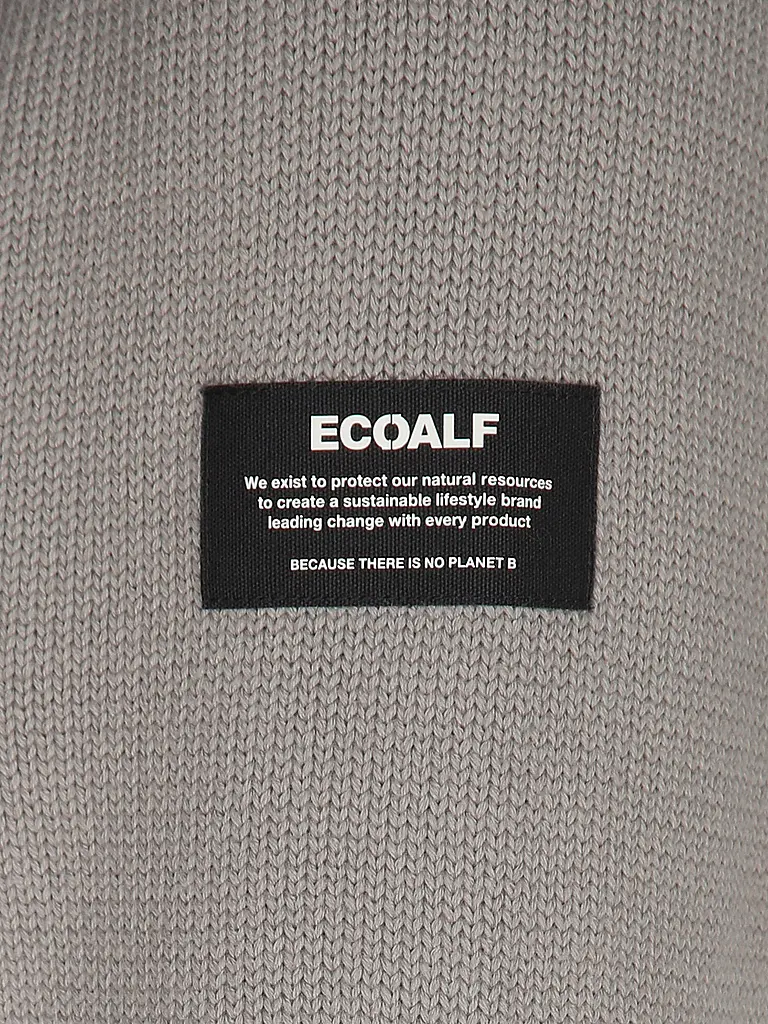 ECOALF
We exist to protect our natural resources
to create a sustainable lifestyle brand
leading change with every product
BECAUSE THERE IS NO PLANET B